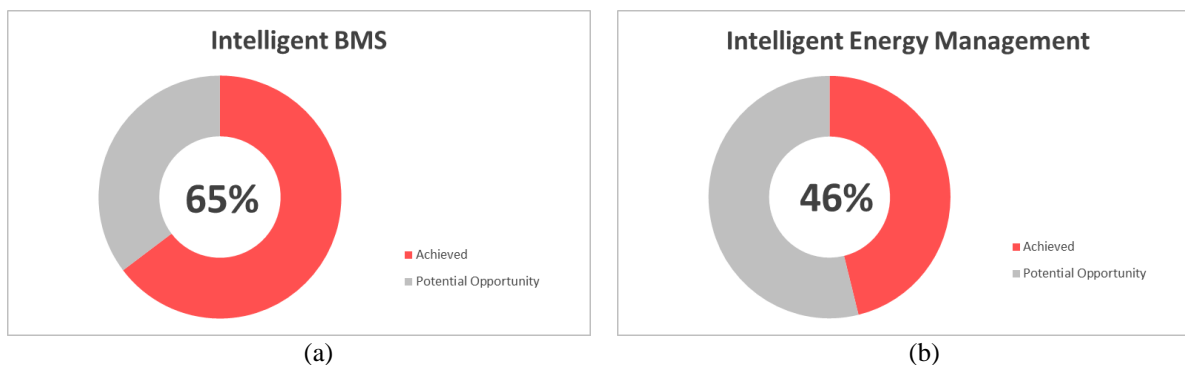 Intelligent BMS
65%
Achieved
Potential Opportunity
(a)
Intelligent Energy Management
46%
Achieved
Potential Opportunity
(b)